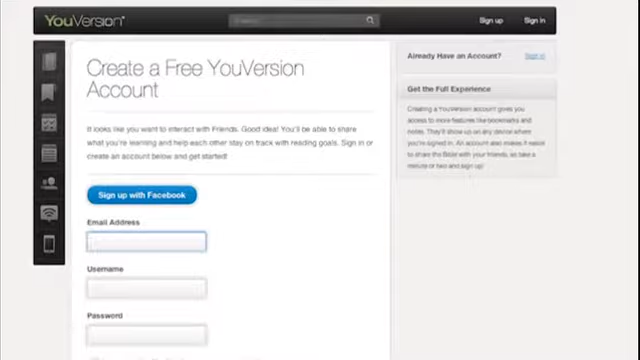 YouVersion
Sign up
Sign in
Create a Free YouVersion
Account
It looks like you want to interact with Friends. Good idea! You'll be able to share
what you're learning and help each other stay on track with reading goals. Sign in or
create an account below and get started!
Sign up with Facebook
Email Address
Username
Password
Already Have an Account?
Sign in
Get the Full Experience
Creating a YouVersion account gives you
access to more features like bookmarks and
notes. They'll show up on any device where
you're signed in. An account also makes it easier
to share the Bible with your friends, so take a
minute or two and sign up!